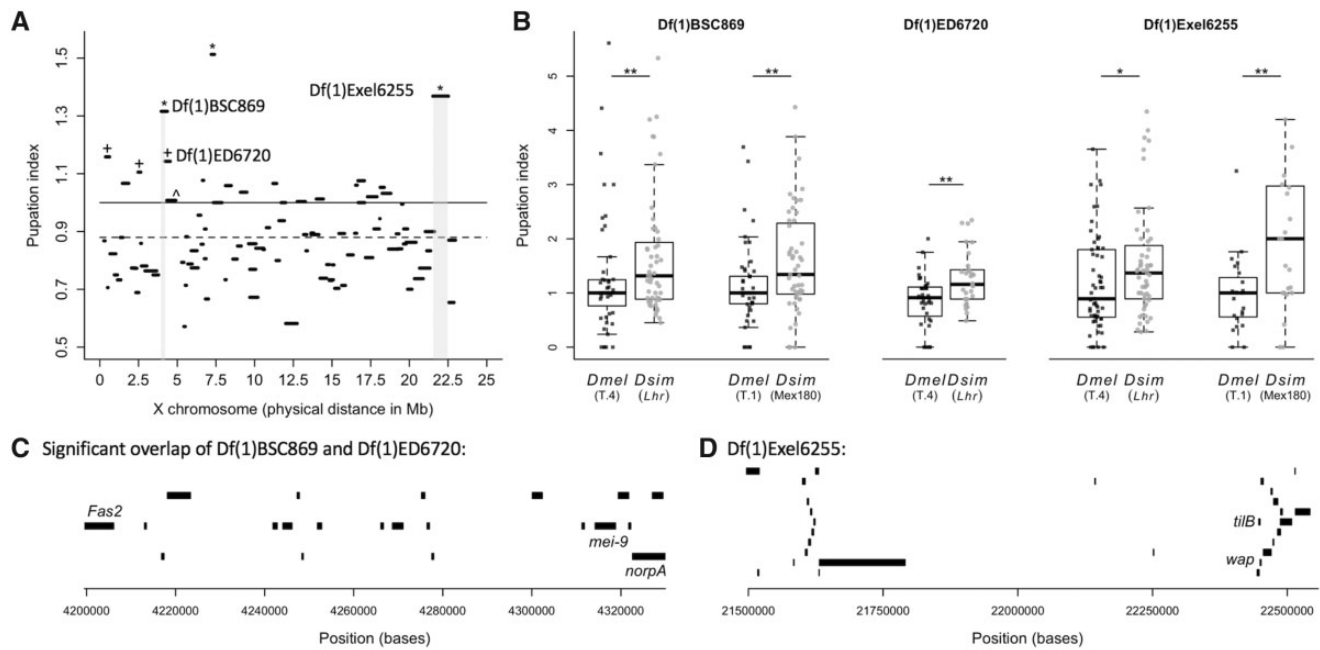 A
Pupation index
1.5
1.3
1.1
0.9
0.7
0.5
*
* Df(1)BSC869
Df(1)Exel6255 *
+
+
+ Df(1)ED6720
^
0 2.5 5 7.5 10 12.5 15 17.5 20 22.5 25
X chromosome (physical distance in Mb)
B
Df(1)BSC869 Df(1)ED6720 Df(1)Exel6255
Pupation index
5
4
3
2
1
0
** ** ** * **
Dmel Dsim Dmel Dsim Dmel Dsim Dmel Dsim Dmel Dsim
(T.4) (Lhr) (T.1) (Mex180) (T.4) (Lhr) (T.4) (Lhr) (T.1) (Mex180)
C Significant overlap of Df(1)BSC869 and Df(1)ED6720:
Fas2
mei-9
norpA
4200000 4220000 4240000 4260000 4280000 4300000 4320000
Position (bases)
D Df(1)Exel6255:
tilB
wap
21500000 21750000 22000000 22250000 22500000
Position (bases)